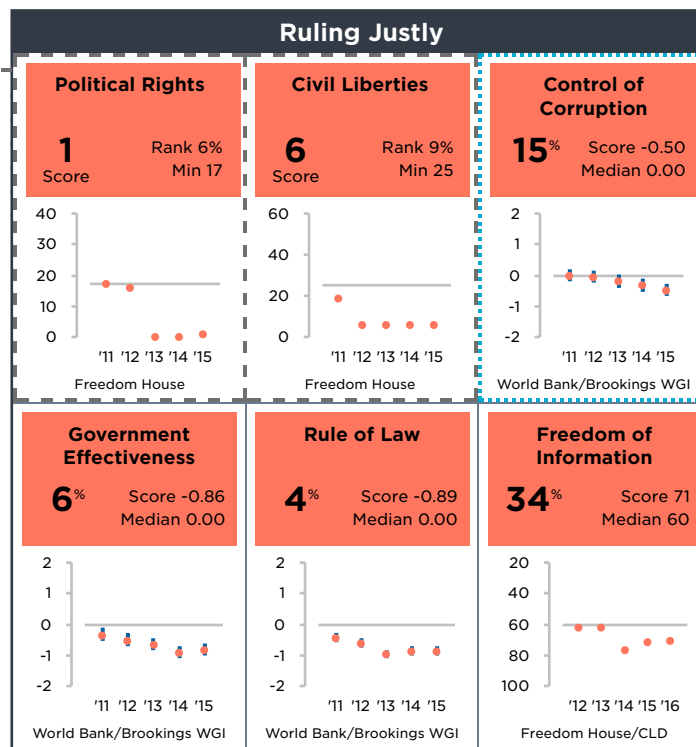 Ruling Justly
Political Rights
1
Score
Rank 6%
Min 17
40
30
20
10
0
'11 '12 '13 '14 '15
Freedom House
Civil Liberties
6
Score
Rank 9%
Min 25
60
40
20
0
'11 '12 '13 '14 '15
Freedom House
Control of
Corruption
15%
Score -0.50
Median 0.00
2
1
0
-1
-2
'11 '12 '13 '14 '15
World Bank/Brookings WGI
Government
Effectiveness
6%
Score -0.86
Median 0.00
2
1
0
-1
-2
'11 '12 '13 '14 '15
World Bank/Brookings WGI
Rule of Law
4%
Score -0.89
Median 0.00
2
1
0
-1
-2
'11 '12 '13 '14 '15
World Bank/Brookings WGI
Freedom of
Information
34%
Score 71
Median 60
20
40
60
80
100
'12 '13 '14 '15 '16
Freedom House/CLD